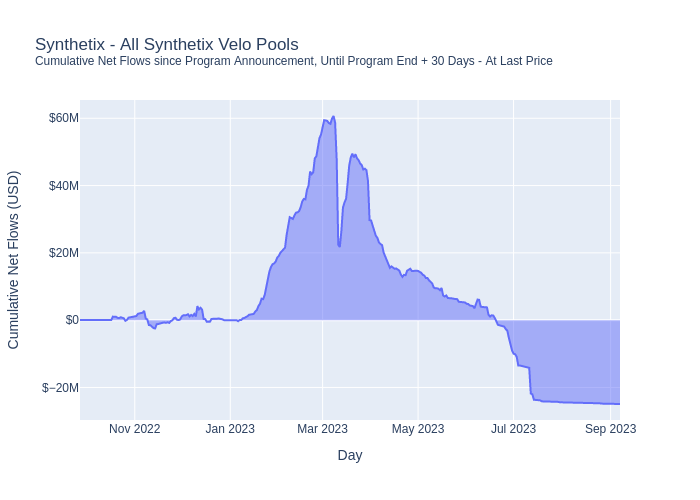 Synthetix - All Synthetix Velo Pools
Cumulative Net Flows since Program Announcement, Until Program End + 30 Days - At Last Price
Cumulative Net Flows (USD)
$60M
$40M
$20M
$0
$−20M
Nov 2022
Jan 2023
Mar 2023
May 2023
Jul 2023
Sep 2023
Day